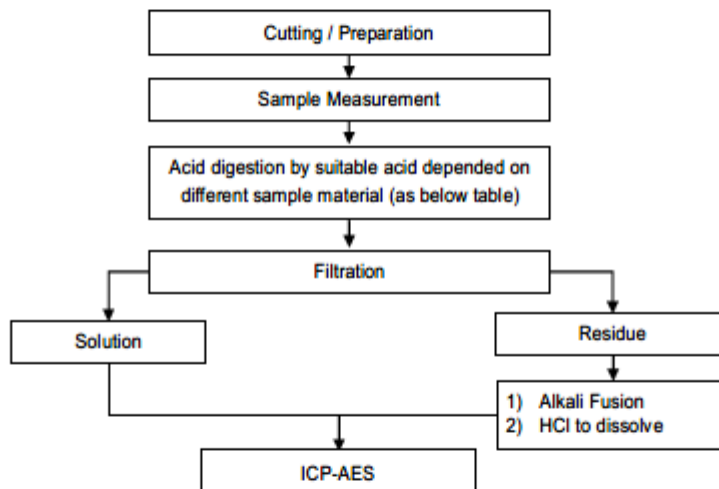 Cutting / Preparation
Sample Measurement
Acid digestion by suitable acid depended on
different sample material (as below table)
Filtration
Solution
Residue
1) Alkali Fusion
2) HCl to dissolve
ICP-AES